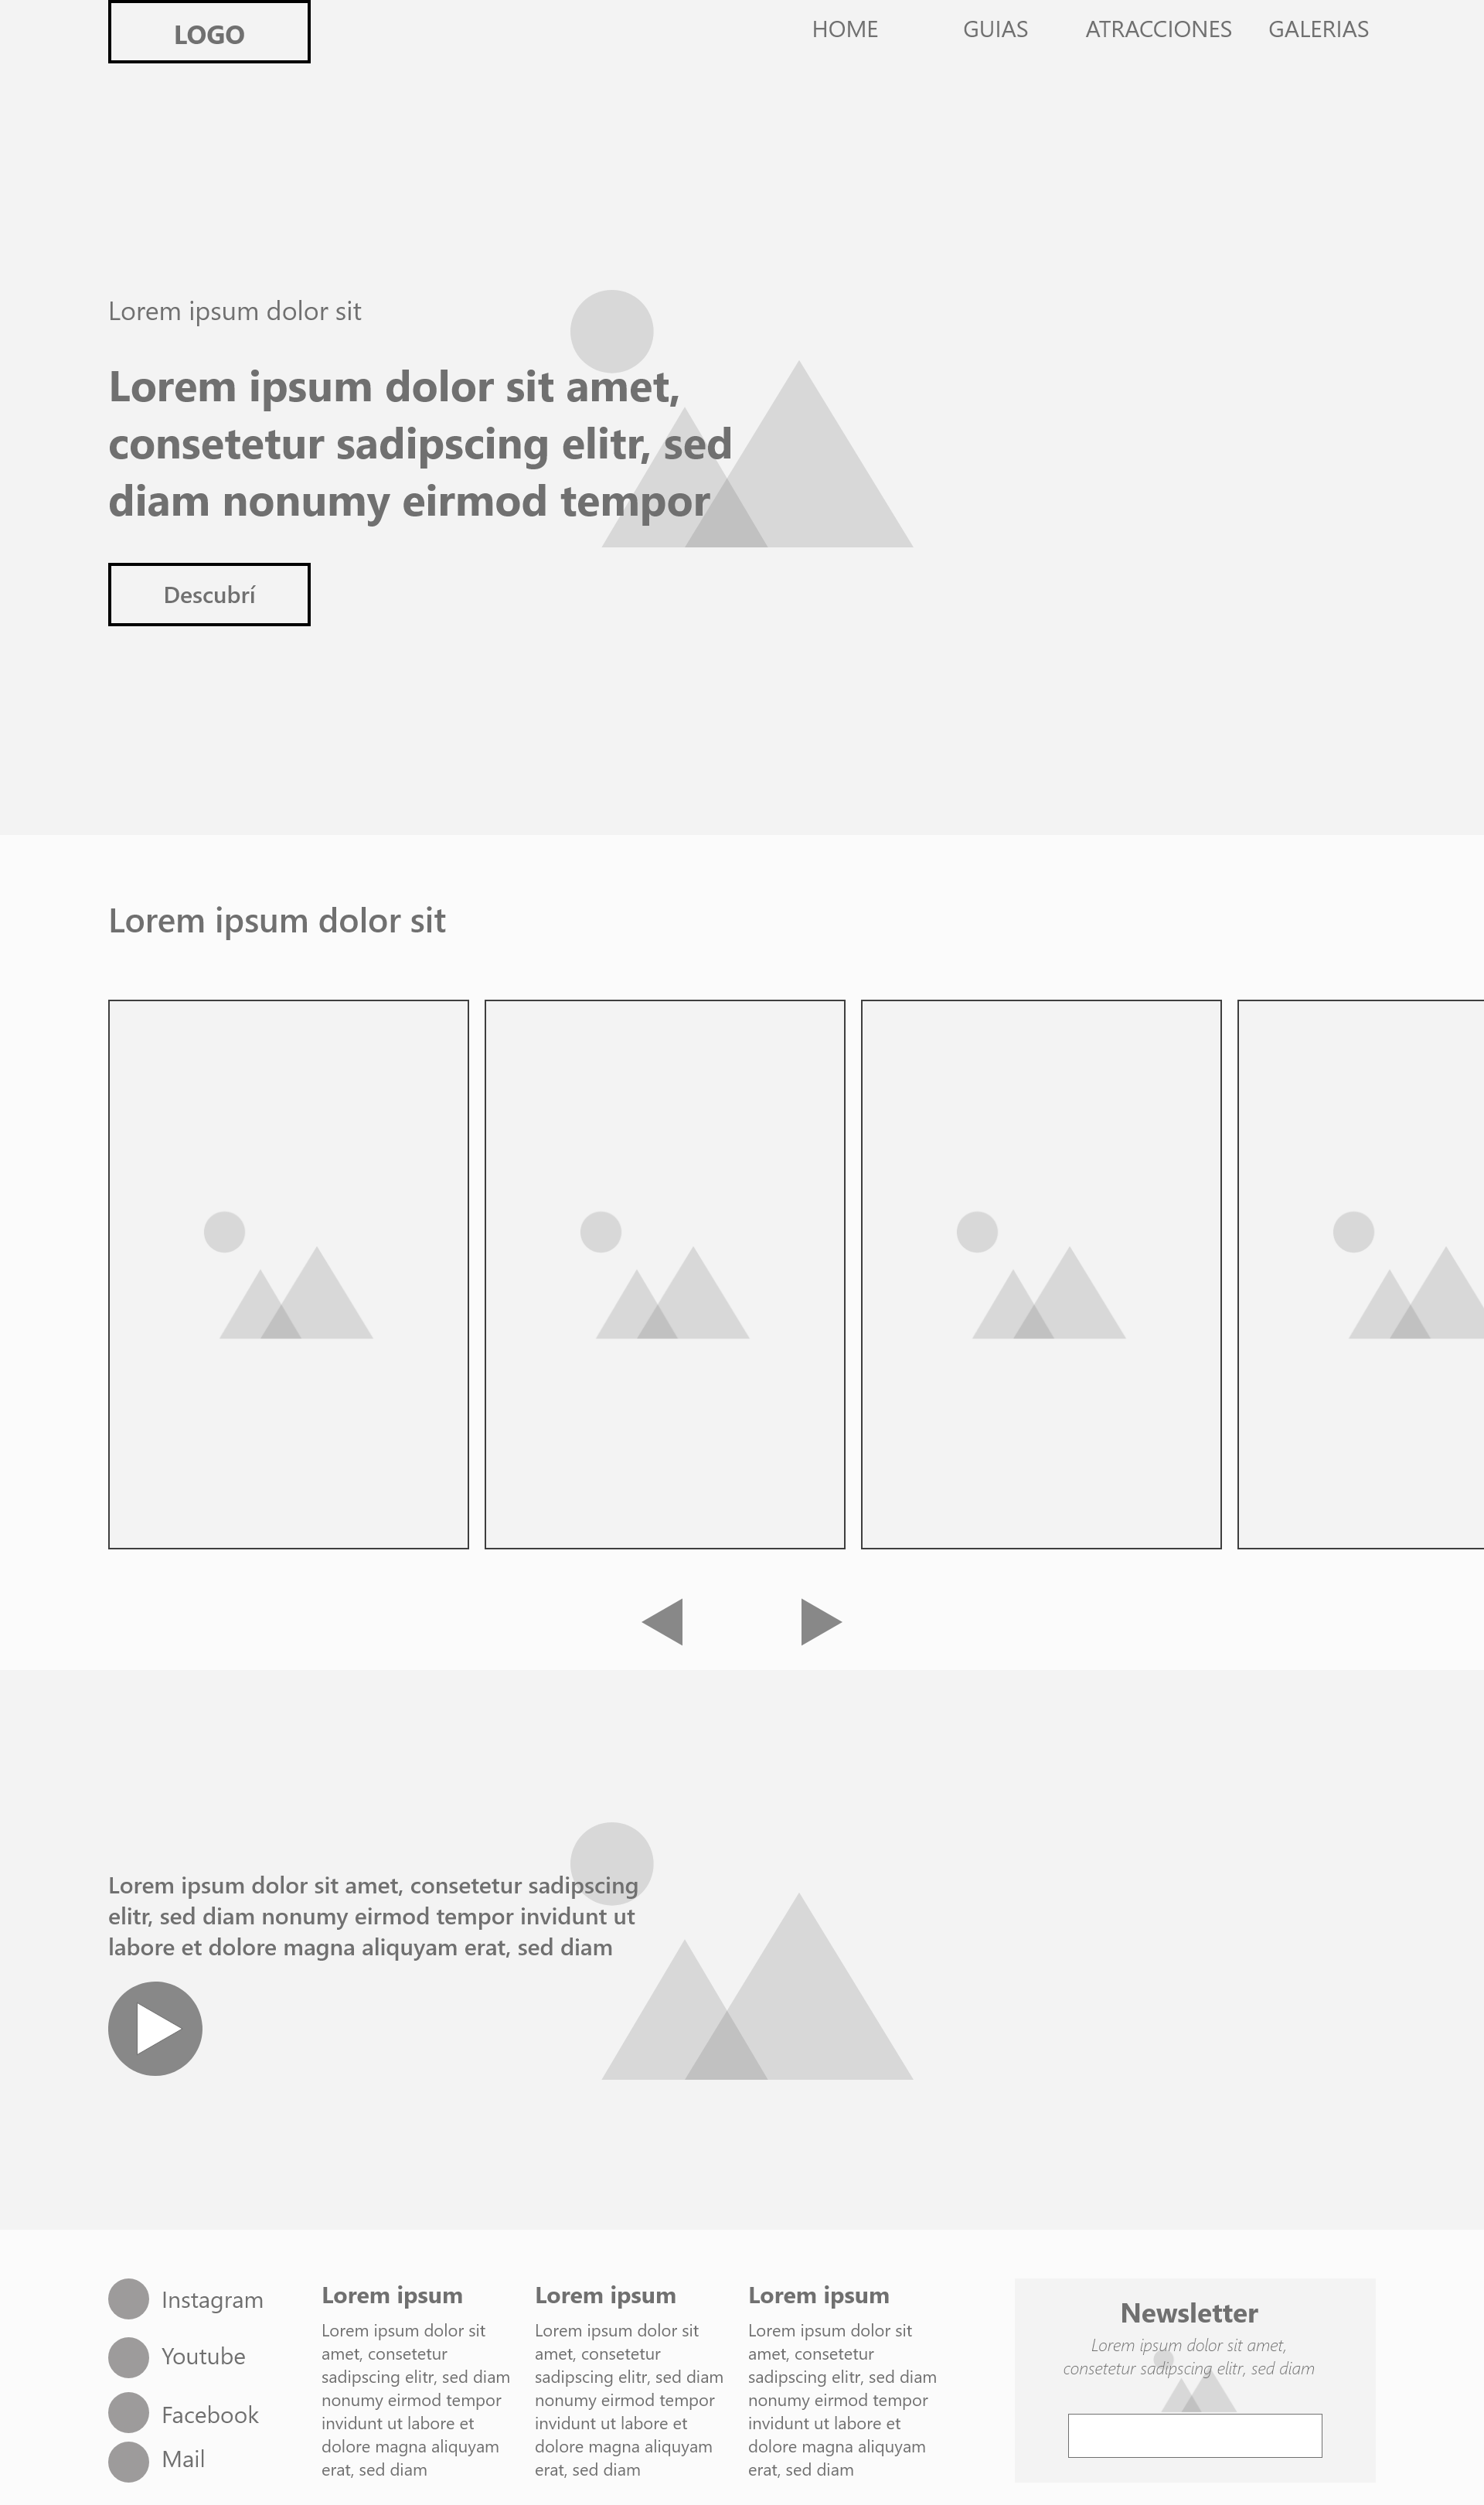 LOGO
HOME
GUIAS
ATRACCIONES
GALERIAS
Lorem ipsum dolor sit
Lorem ipsum dolor sit amet,
consetetur sadipscing elitr, sed
diam nonumy eirmod tempor
Descubrí
Lorem ipsum dolor sit
Lorem ipsum dolor sit amet, consetetur sadipscing
elitr, sed diam nonumy eirmod tempor invidunt ut
labore et dolore magna aliquyam erat, sed diam
Instagram
Youtube
Facebook
Mail
Lorem ipsum
Lorem ipsum dolor sit
amet, consetetur
sadipscing elitr, sed diam
nonumy eirmod tempor
invidunt ut labore et
dolore magna aliquyam
erat, sed diam
Lorem ipsum
Lorem ipsum dolor sit
amet, consetetur
sadipscing elitr, sed diam
nonumy eirmod tempor
invidunt ut labore et
dolore magna aliquyam
erat, sed diam
Lorem ipsum
Lorem ipsum dolor sit
amet, consetetur
sadipscing elitr, sed diam
nonumy eirmod tempor
invidunt ut labore et
dolore magna aliquyam
erat, sed diam
Newsletter
Lorem ipsum dolor sit amet,
consetetur sadipscing elitr, sed diam